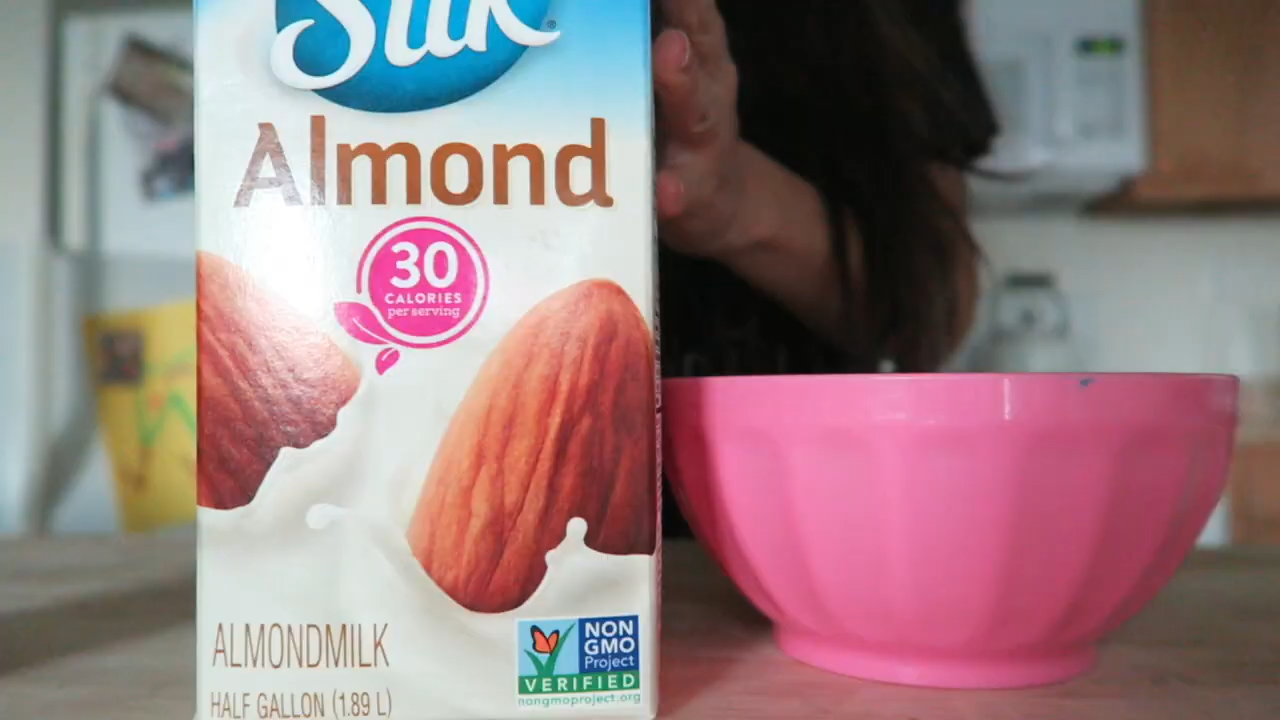 Silk®
Almond
30
CALORIES
per serving
ALMONDMILK
HALF GALLON (1.89 L)
NON
GMO
Project
VERIFIED
nongmoproject.org